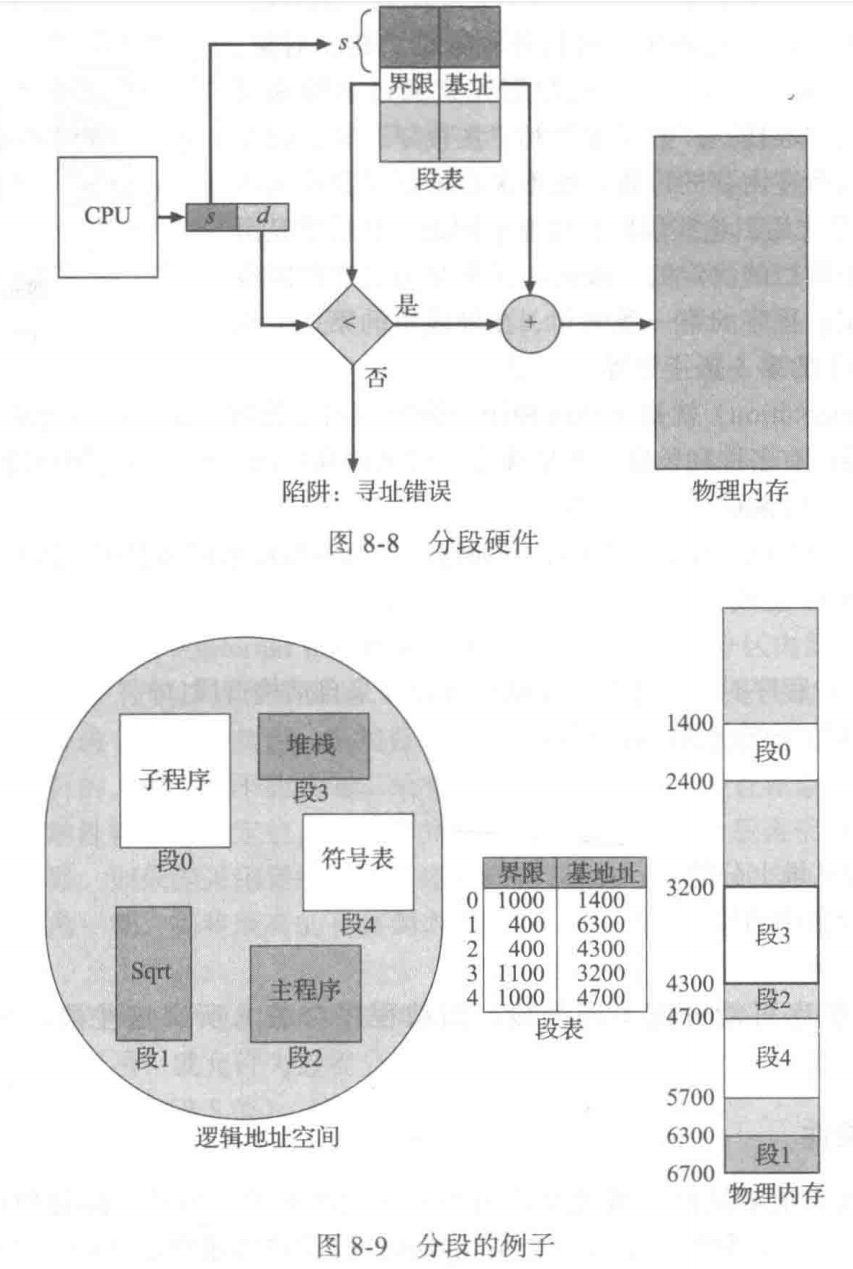 s
界限 基址
段表
CPU
s d
<
是
+
否
陷阱：寻址错误
物理内存
图 8-8 分段硬件
子程序
段0
堆栈
段3
符号表
段4
Sqrt
段1
主程序
段2
逻辑地址空间
界限 基地址
0 1000 1400
1 400 6300
2 400 4300
3 1100 3200
4 1000 4700
段表
1400
段0
2400
3200
段3
4300
段2
4700
段4
5700
6300
段1
6700
物理内存
图 8-9 分段的例子